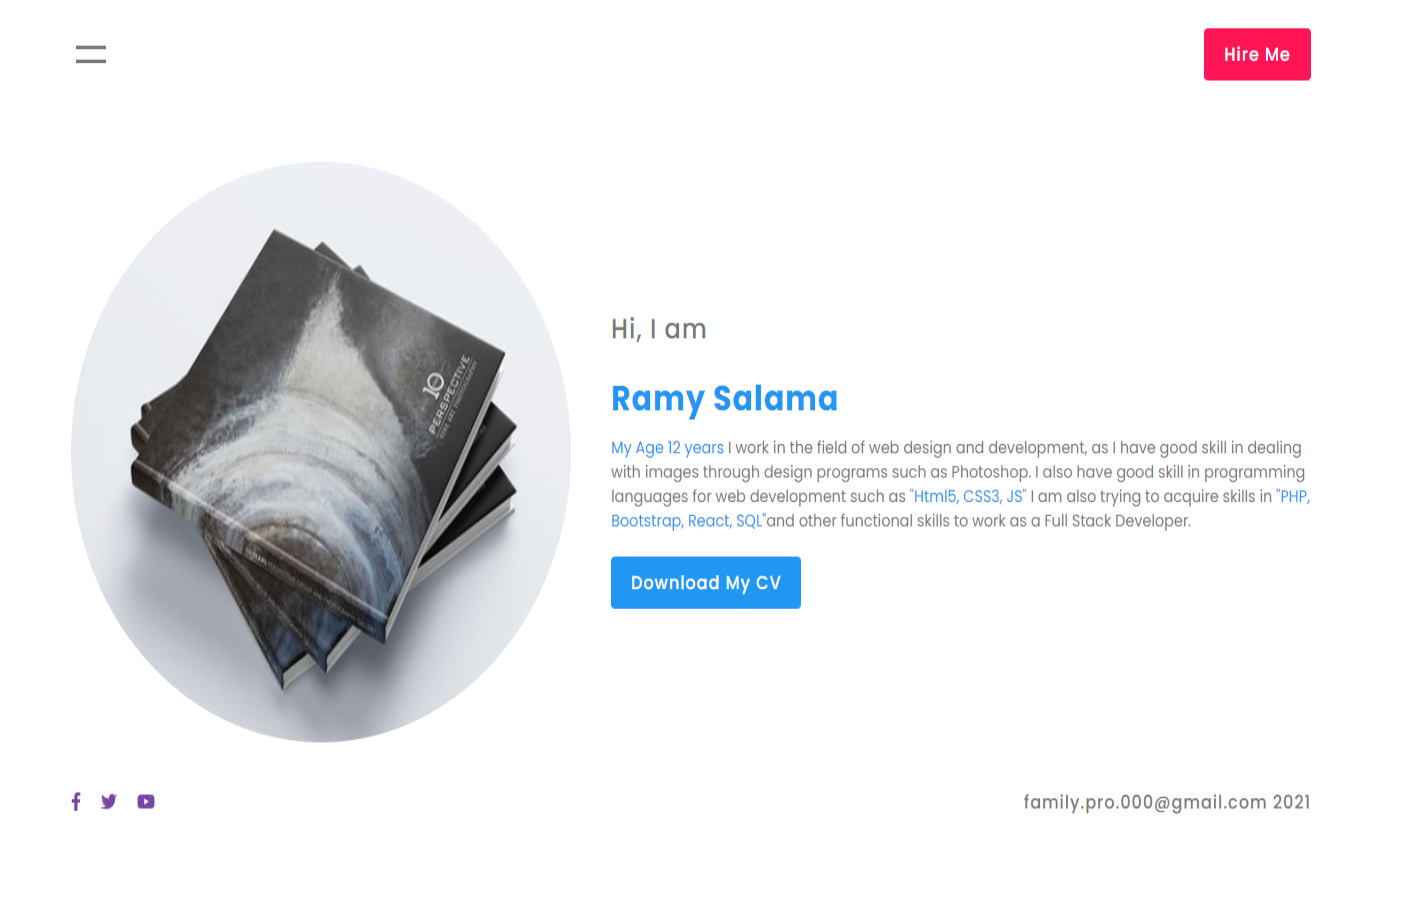 Hire Me
10
PERSPECTIVE
FINE ART PHOTOGRAPHY
Hi, I am
Ramy Salama
My Age 12 years I work in the field of web design and development, as I have good skill in dealing
with images through design programs such as Photoshop. I also have good skill in programming
languages for web development such as "Html5, CSS3, JS" I am also trying to acquire skills in "PHP,
Bootstrap, React, SQL"and other functional skills to work as a Full Stack Developer.
Download My CV
family.pro.000@gmail.com 2021